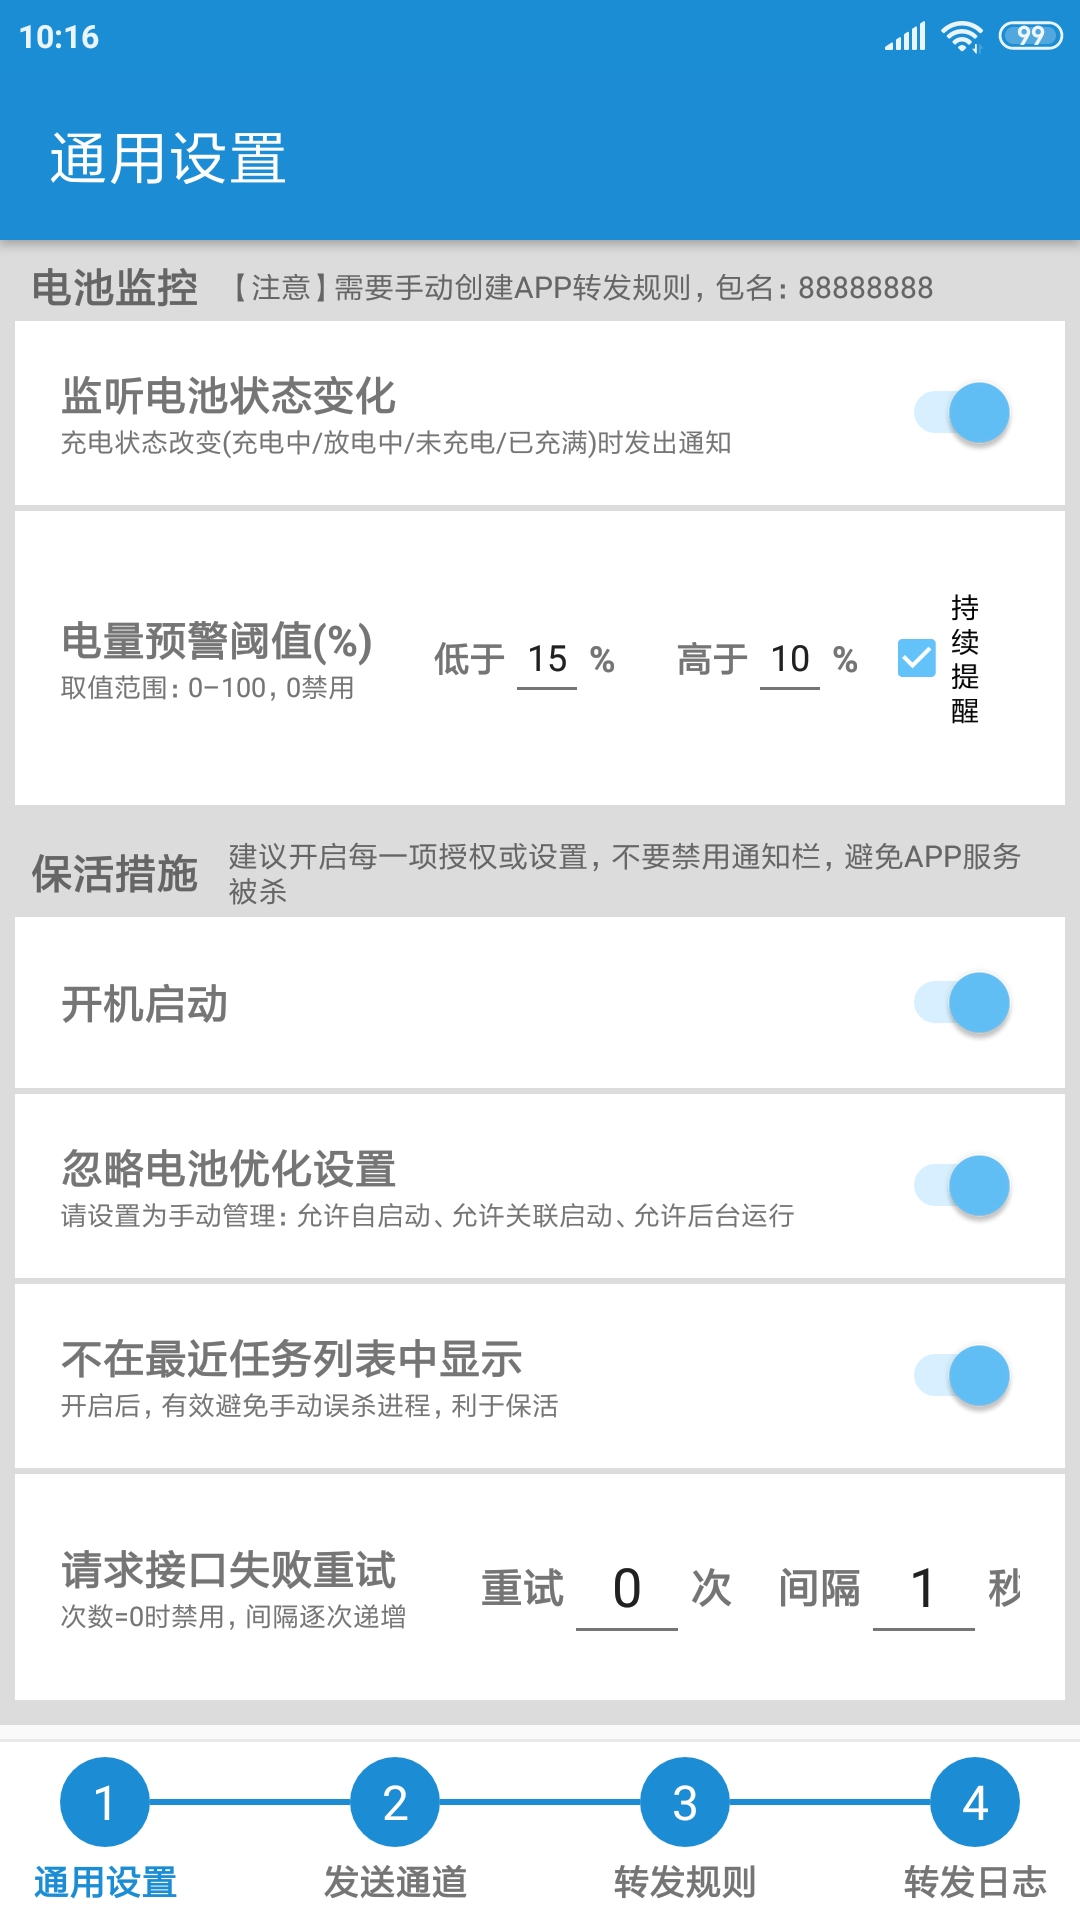 10:16
99
通用设置
电池监控 【注意】需要手动创建APP转发规则，包名：88888888
监听电池状态变化
充电状态改变(充电中/放电中/未充电/已充满)时发出通知
电量预警阈值(%)
取值范围：0-100，0禁用
低于 15 % 高于 10 %
持
续
提
醒
保活措施
建议开启每一项授权或设置，不要禁用通知栏，避免APP服务
被杀
开机启动
忽略电池优化设置
请设置为手动管理：允许自启动、允许关联启动、允许后台运行
不在最近任务列表中显示
开启后，有效避免手动误杀进程，利于保活
请求接口失败重试
次数=0时禁用，间隔逐次递增
重试 0 次 间隔 1 秒
1 2 3 4
通用设置 发送通道 转发规则 转发日志